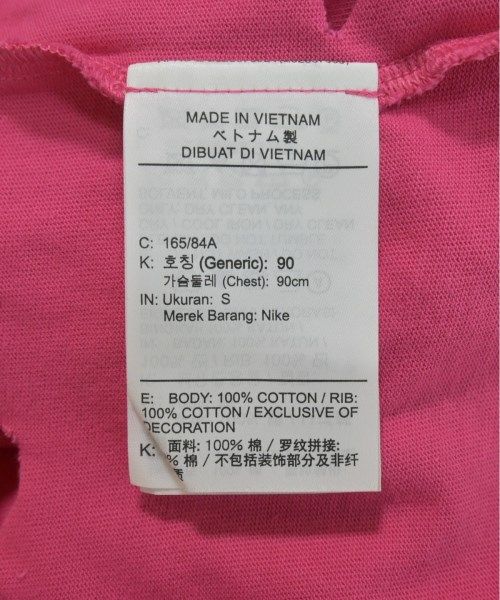 MADE IN VIETNAM
ベトナム製
DIBUAT DI VIETNAM
C: 165/84A
K: 호칭 (Generic): 90
가슴둘레 (Chest): 90cm
IN: Ukuran: S
Merek Barang: Nike
E: BODY: 100% COTTON / RIB:
100% COTTON / EXCLUSIVE OF
DECORATION
K: 面料: 100% 棉 / 罗纹拼接:
% 棉 / 不包括装饰部分及非纤